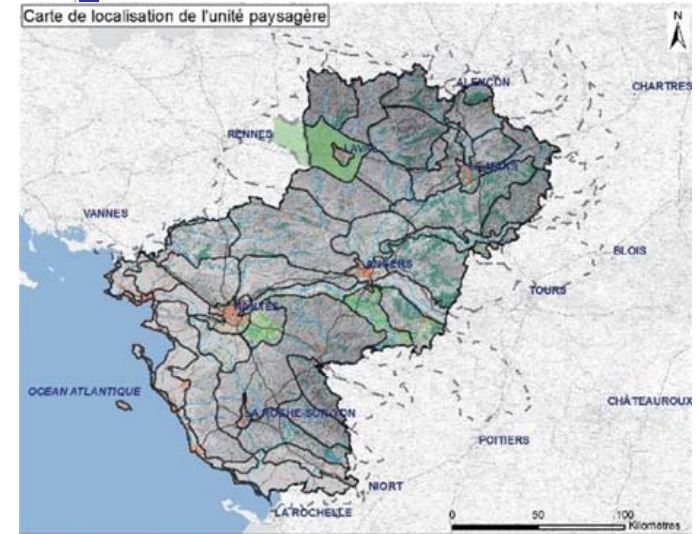 Carte de localisation de l'unité paysagère
N
ALENÇON
CHARTRES
RENNES
LAVAL
LE MANS
VANNES
ANGERS
BLOIS
TOURS
NANTES
OCEAN ATLANTIQUE
CHÂTEAUROUX
LA ROCHE-SUR-YON
POITIERS
NIORT
LA ROCHELLE
0 50 100
Kilomètres